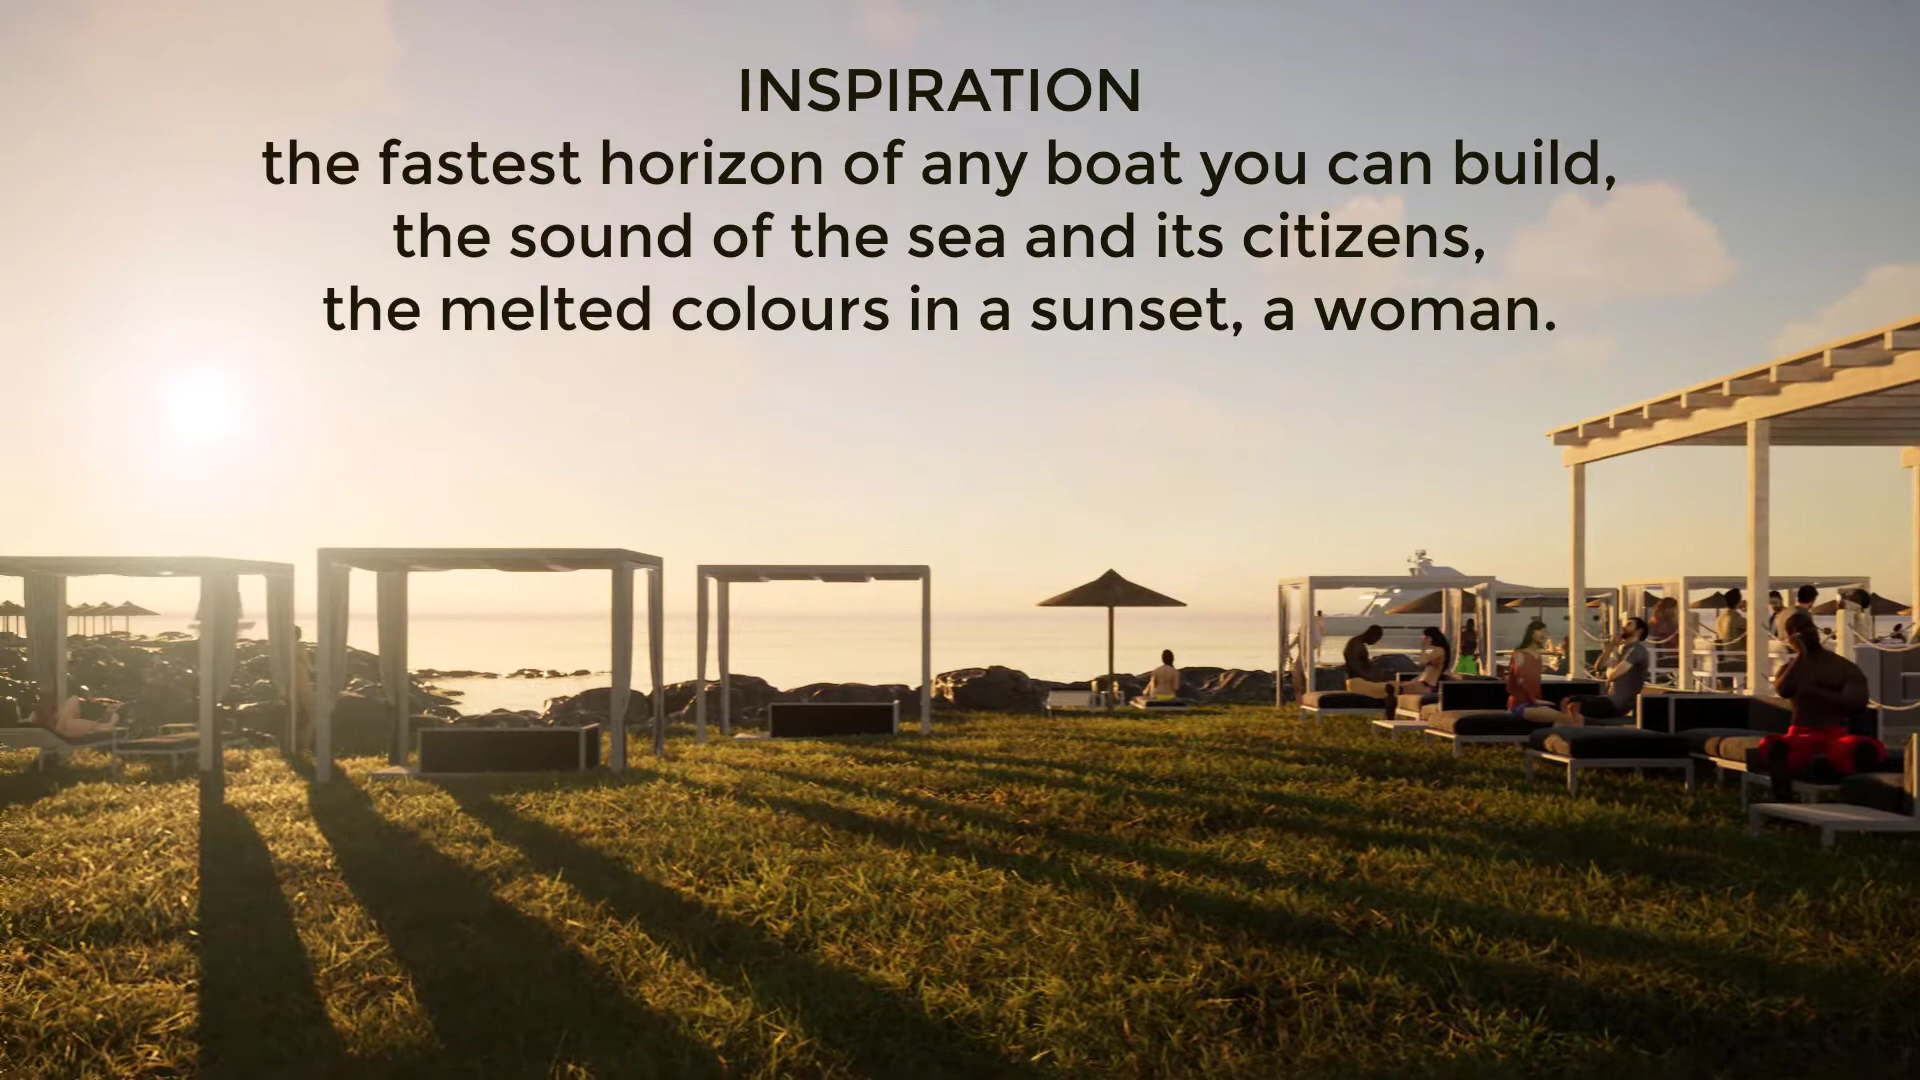 INSPIRATION
the fastest horizon of any boat you can build,
the sound of the sea and its citizens,
the melted colours in a sunset, a woman.